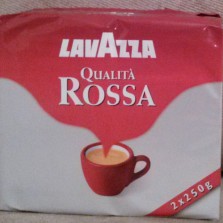 LAVAZZA
QUALITÀ
ROSSA
2x250g